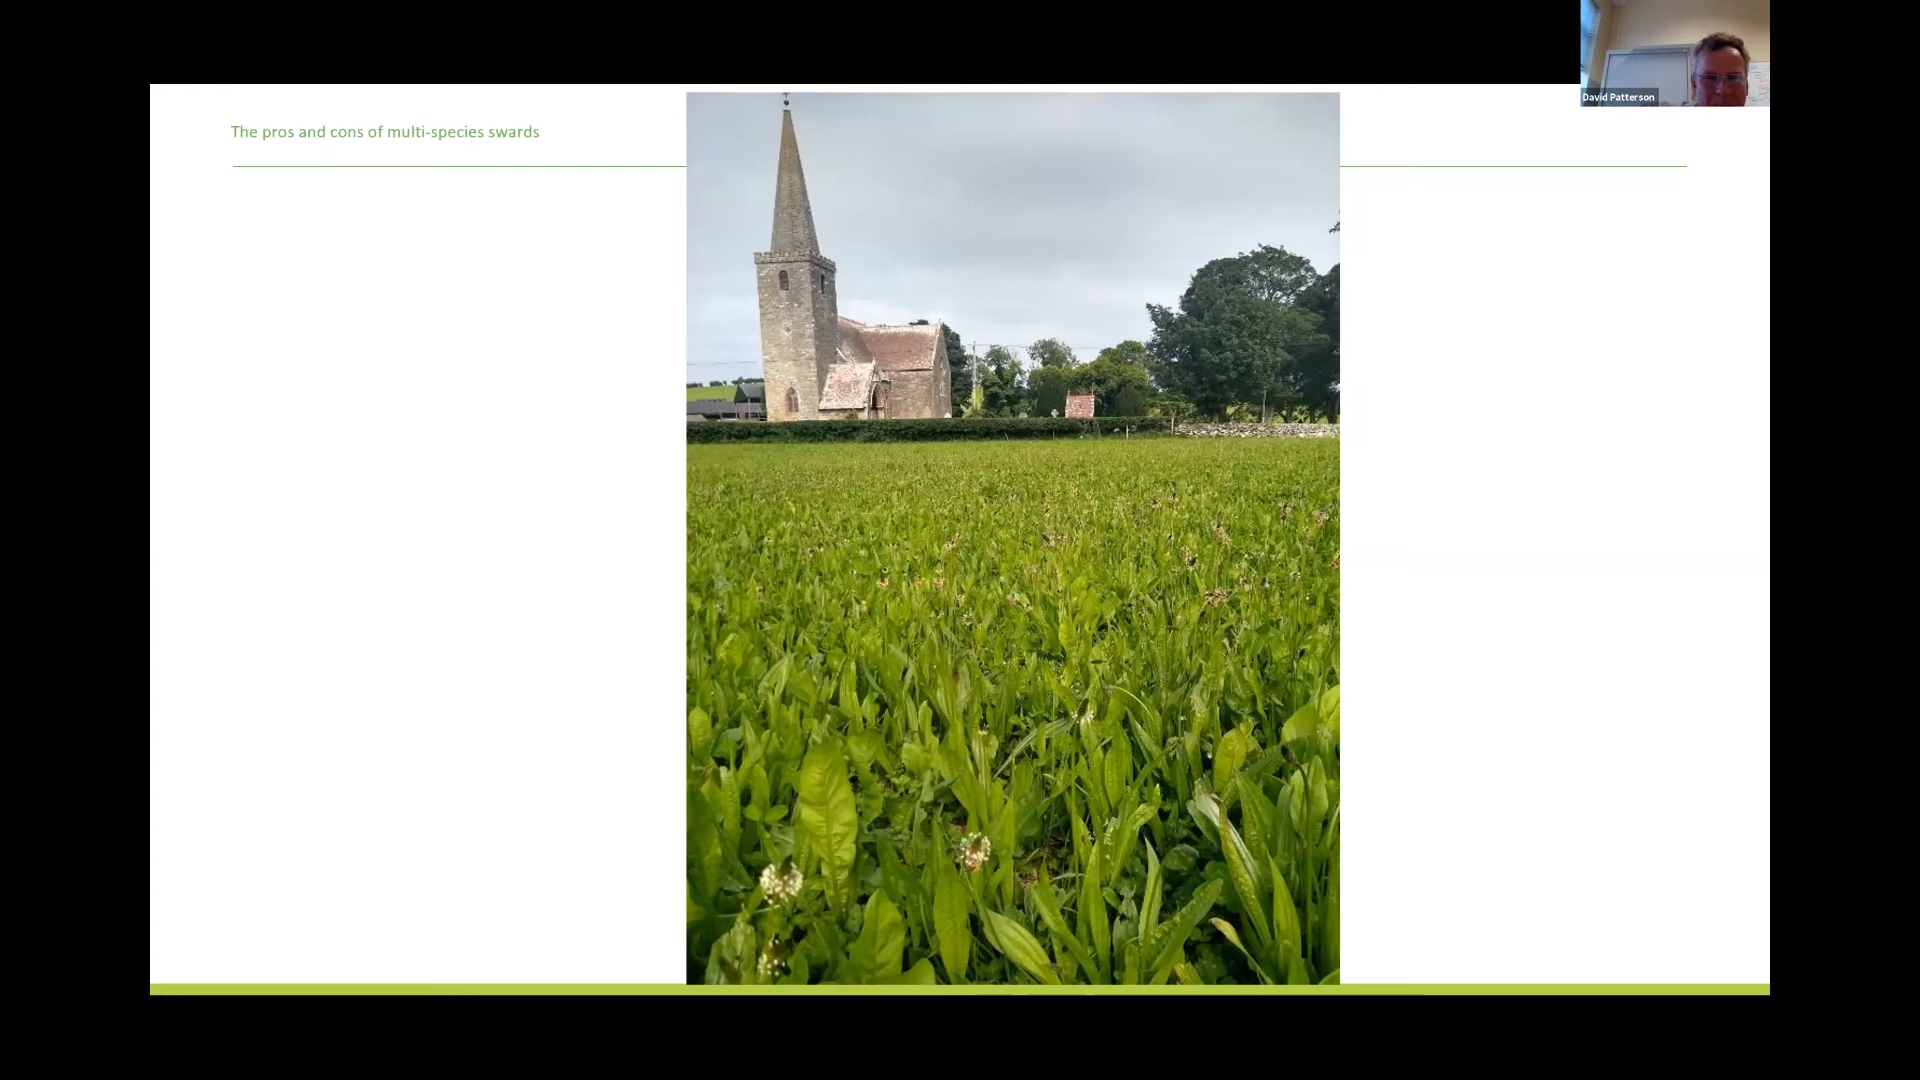 The pros and cons of multi-species swards
David Patterson